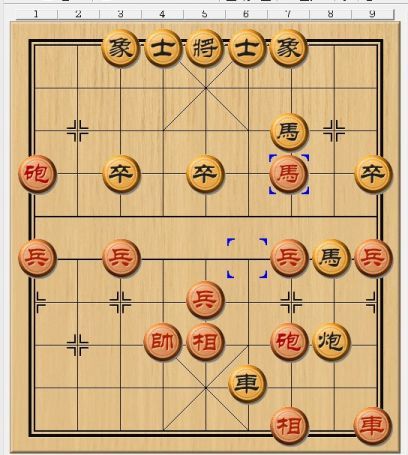 1 2 3 4 5 6 7 8 9
象 士 將 士 象
馬
砲 卒 卒 馬 卒
兵 兵 兵 馬 兵
兵
帥 相 砲 炮
車
相 車